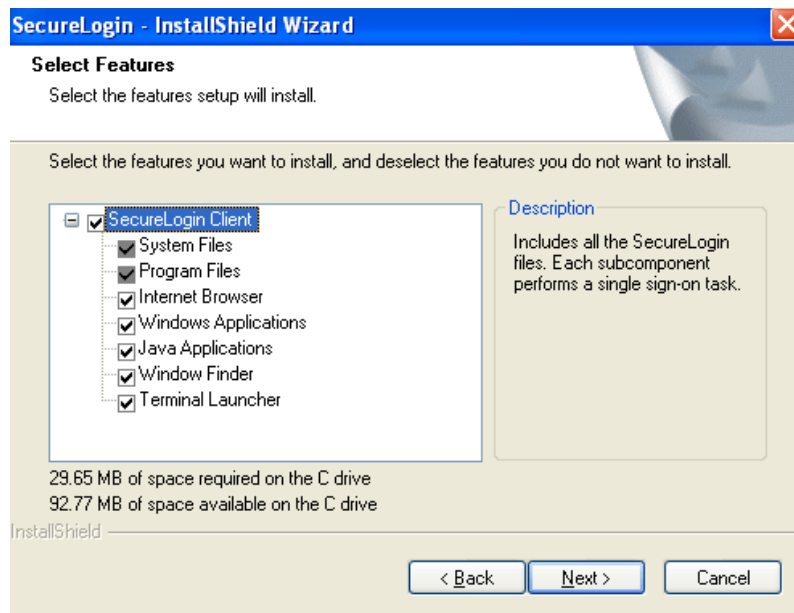 SecureLogin - InstallShield Wizard
Select Features
Select the features setup will install.
Select the features you want to install, and deselect the features you do not want to install.
SecureLogin Client
System Files
Program Files
Internet Browser
Windows Applications
Java Applications
Window Finder
Terminal Launcher
Description
Includes all the SecureLogin
files. Each subcomponent
performs a single sign-on task.
29.65 MB of space required on the C drive
92.77 MB of space available on the C drive
InstallShield
< Back
Next >
Cancel